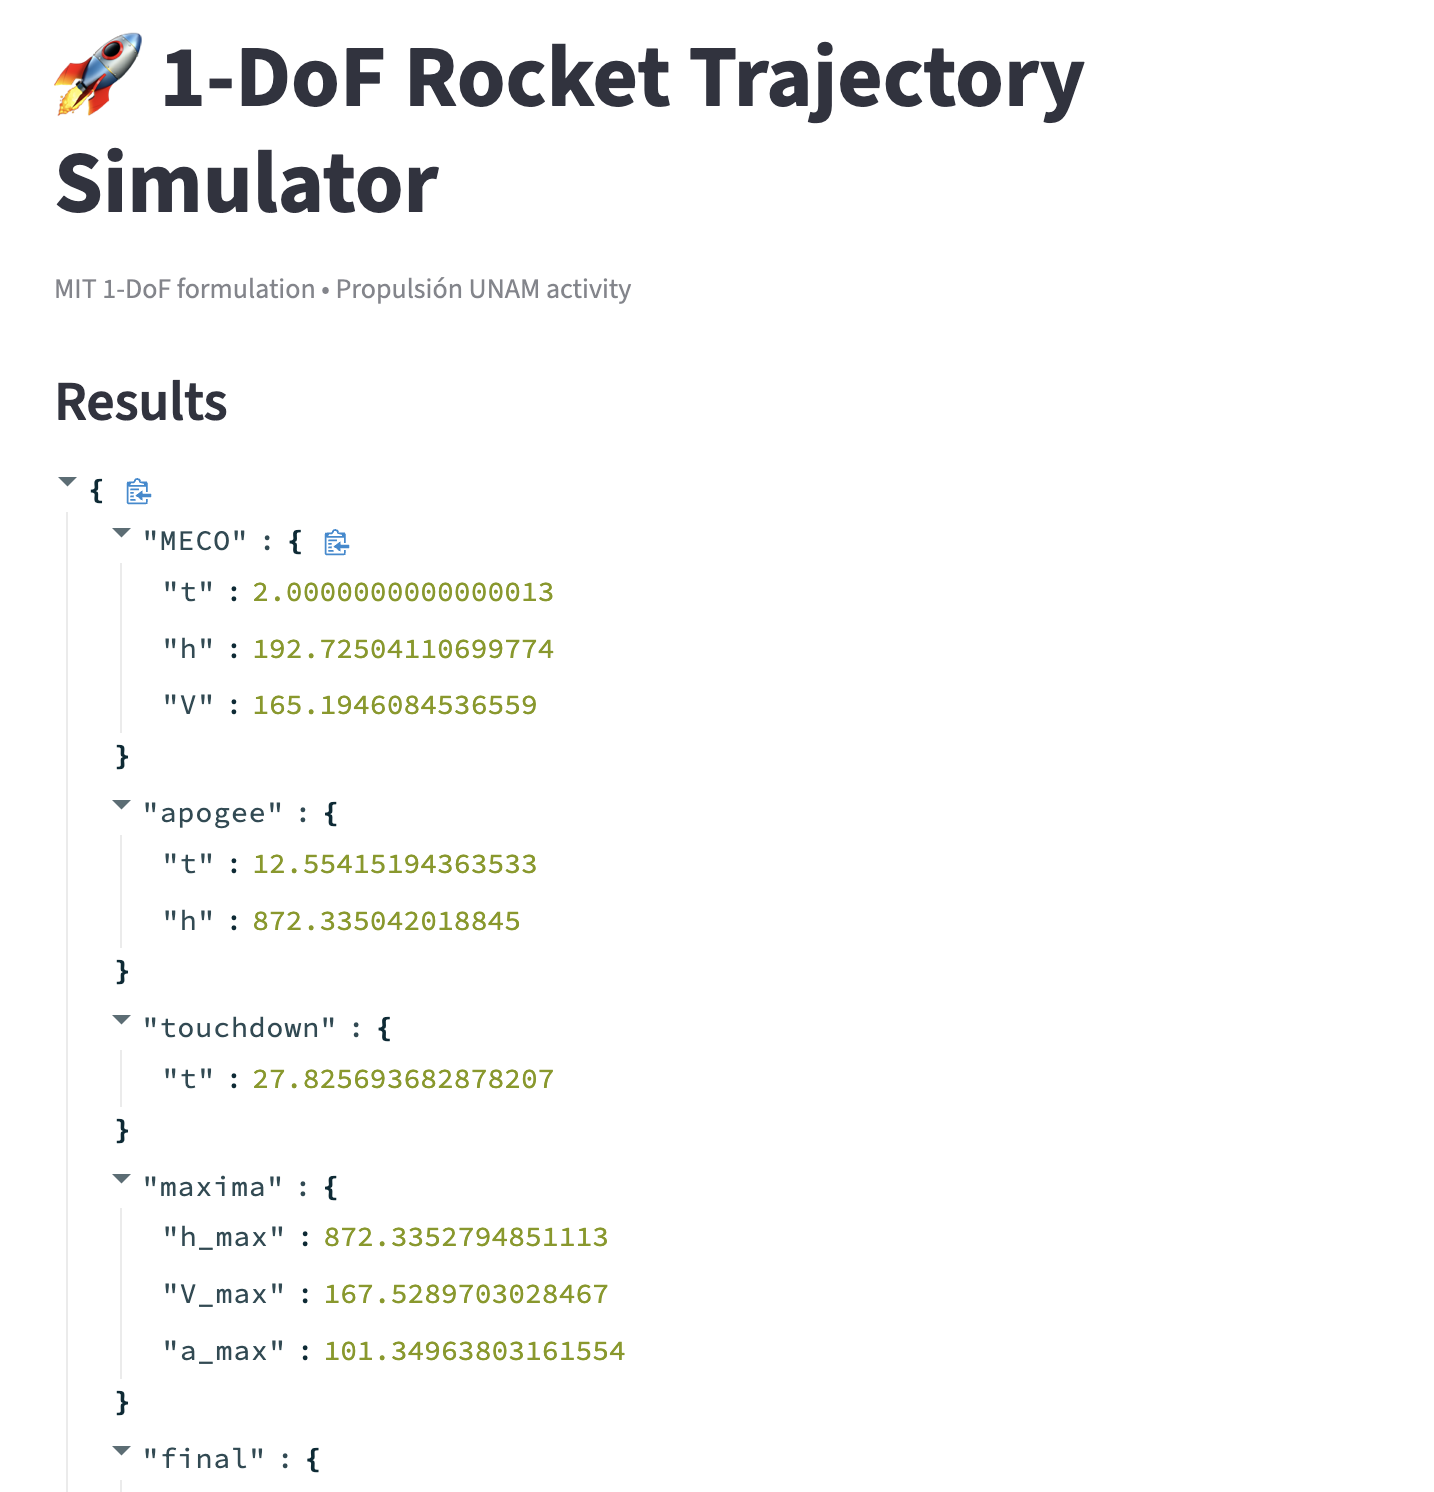 🚀 1-DoF Rocket Trajectory
Simulator
MIT 1-DoF formulation • Propulsión UNAM activity
Results
{
"MECO" : {
"t" : 2.0000000000000013
"h" : 192.72504110699774
"V" : 165.1946084536559
}
"apogee" : {
"t" : 12.55415194363533
"h" : 872.335042018845
}
"touchdown" : {
"t" : 27.825693682878207
}
"maxima" : {
"h_max" : 872.3352794851113
"V_max" : 167.5289703028467
"a_max" : 101.34963803161554
}
"final" : {